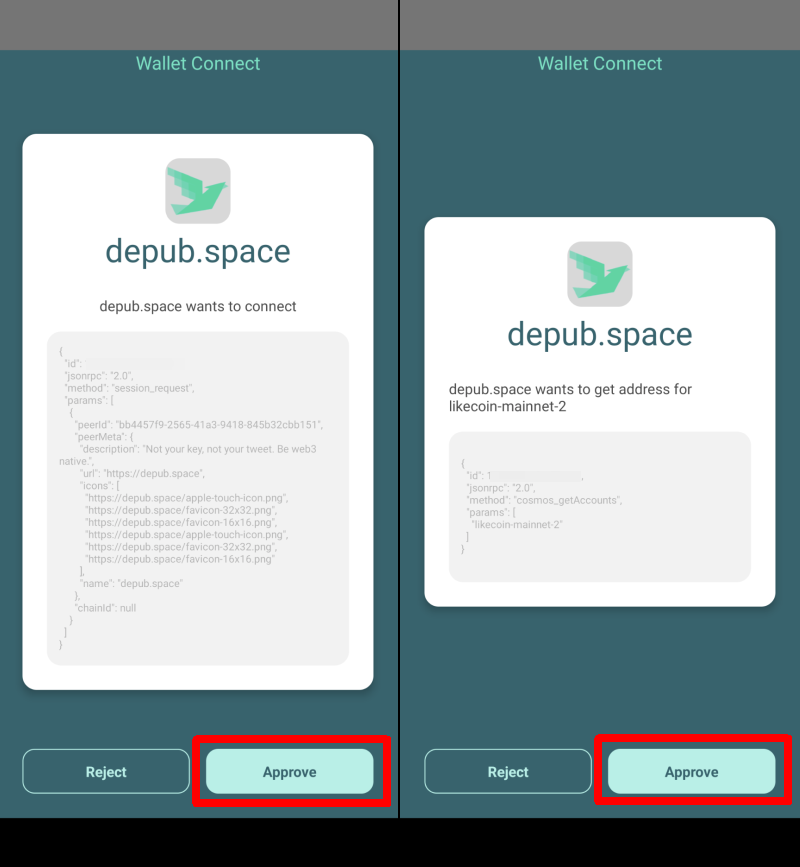 Wallet Connect
depub.space
depub.space wants to connect
{
"id":
"jsonrpc": "2.0",
"method": "session_request",
"params": [
{
"peerId": "bb4457f9-2565-41a3-9418-845b32cbb151",
"peerMeta": {
"description": "Not your key, not your tweet. Be web3
native.",
"url": "https://depub.space",
"icons": [
"https://depub.space/apple-touch-icon.png",
"https://depub.space/favicon-32x32.png",
"https://depub.space/favicon-16x16.png",
"https://depub.space/apple-touch-icon.png",
"https://depub.space/favicon-32x32.png",
"https://depub.space/favicon-16x16.png"
],
"name": "depub.space"
},
"chainId": null
}
]
}
Reject
Approve
Wallet Connect
depub.space
depub.space wants to get address for
likecoin-mainnet-2
{
"id": 1 ,
"jsonrpc": "2.0",
"method": "cosmos_getAccounts",
"params": [
"likecoin-mainnet-2"
]
}
Reject
Approve